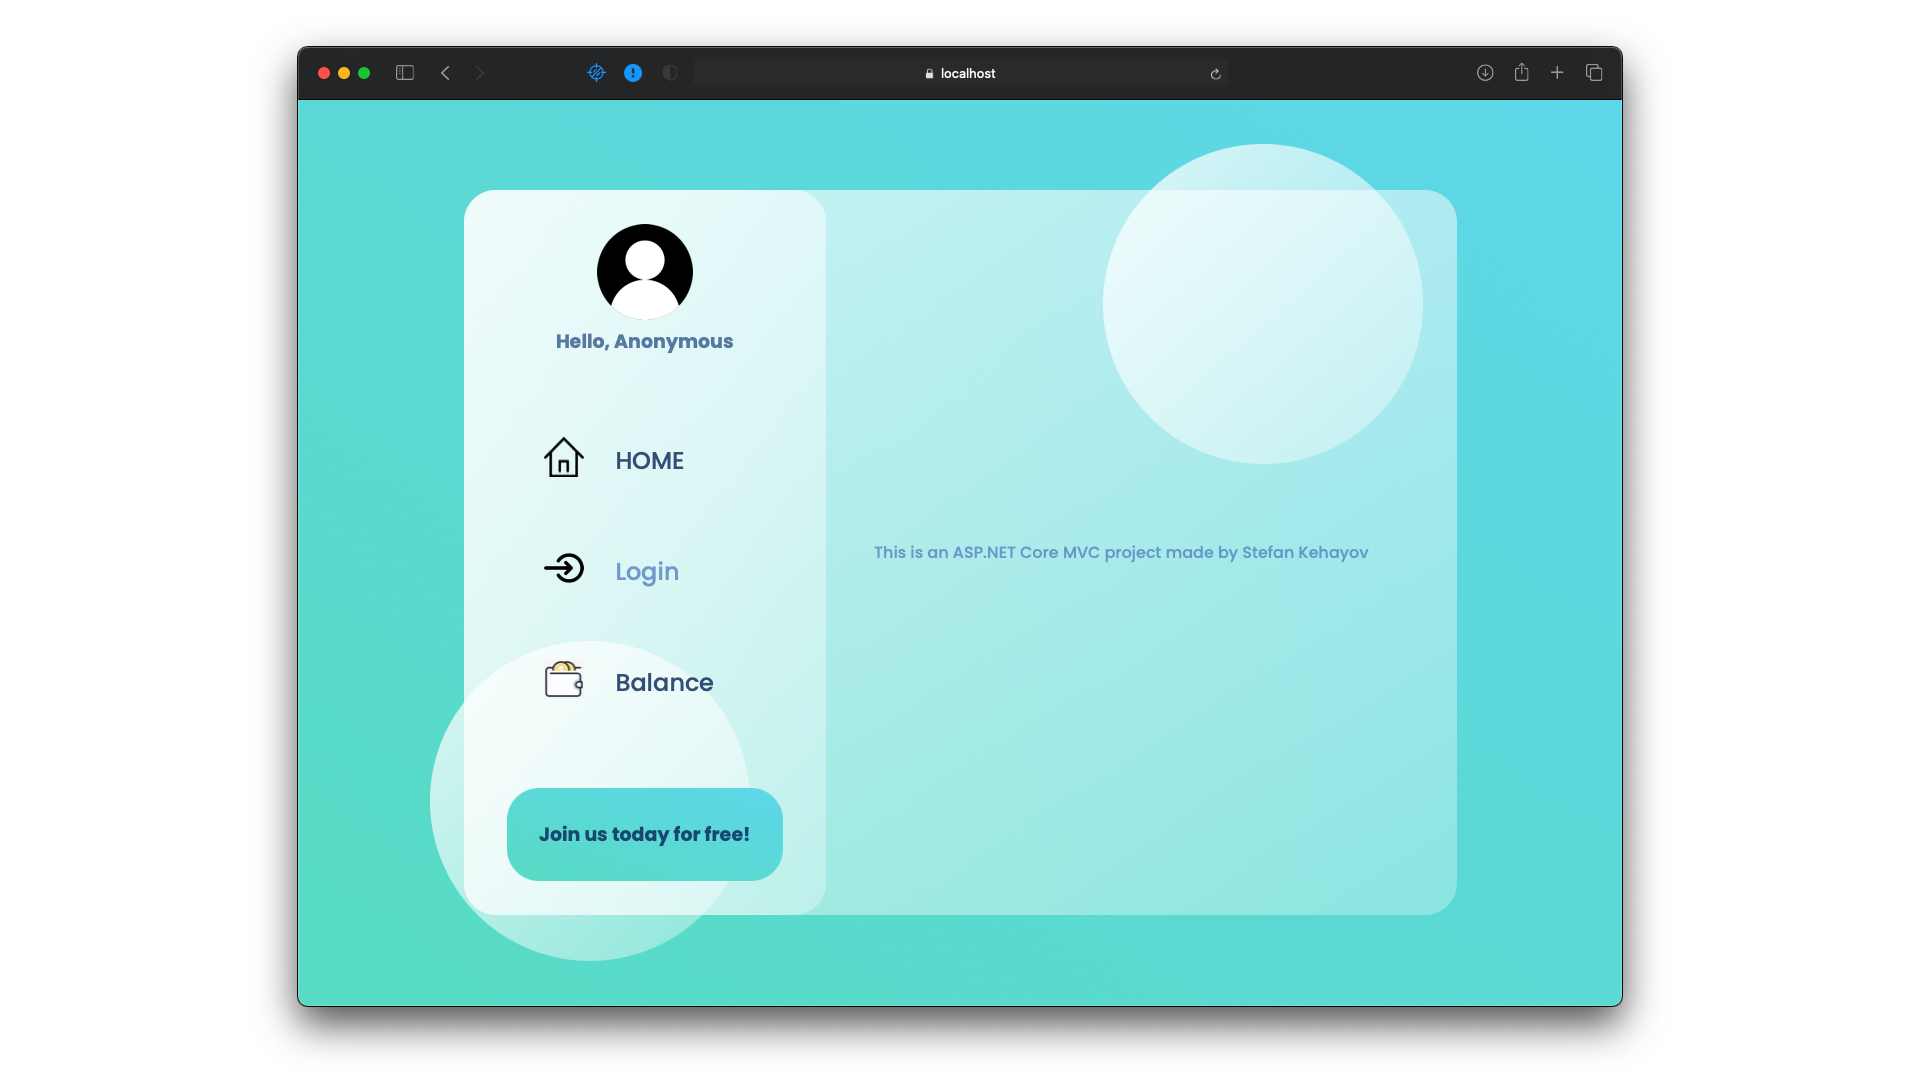 localhost
Hello, Anonymous
HOME
Login
Balance
Join us today for free!
This is an ASP.NET Core MVC project made by Stefan Kehayov